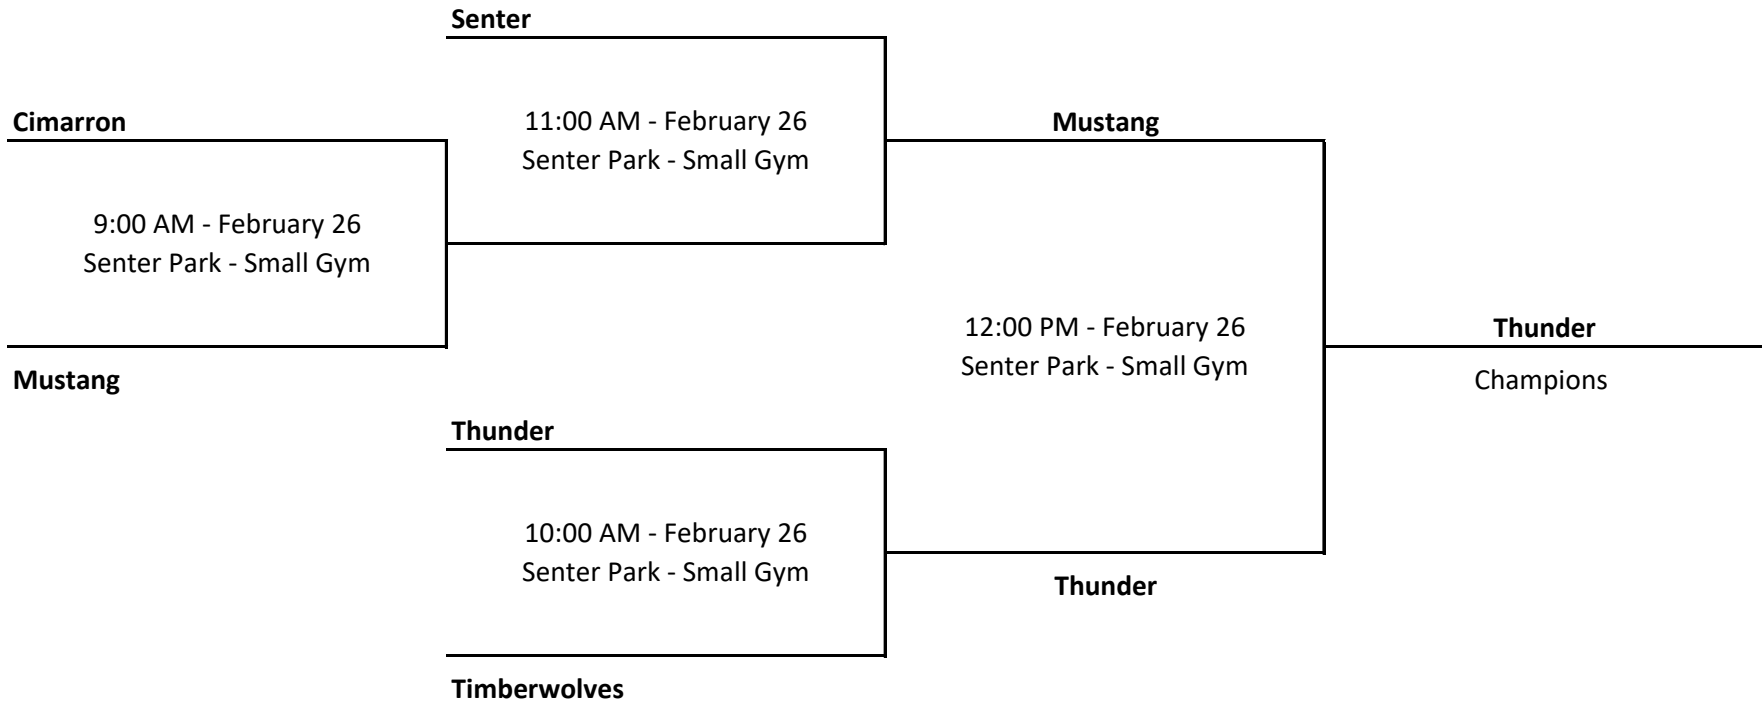 Senter
Cimarron
11:00 AM - February 26
Senter Park - Small Gym
Mustang
9:00 AM - February 26
Senter Park - Small Gym
Mustang
12:00 PM - February 26
Senter Park - Small Gym
Thunder
Champions
Thunder
10:00 AM - February 26
Senter Park - Small Gym
Thunder
Timberwolves